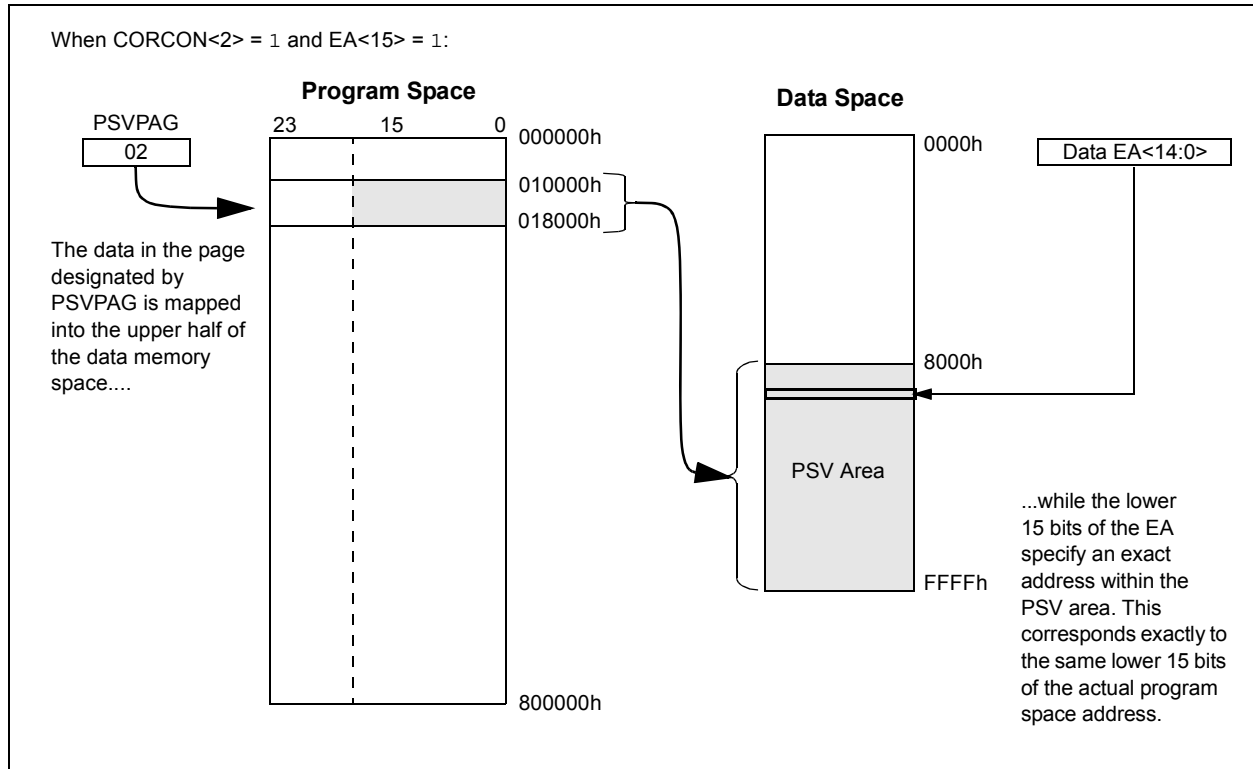 When CORCON<2> = 1 and EA<15> = 1:
Program Space
Data Space
PSVPAG
02
23 15 0
000000h
010000h
018000h
800000h
The data in the page
designated by
PSVPAG is mapped
into the upper half of
the data memory
space....
0000h
8000h
FFFFh
PSV Area
Data EA<14:0>
...while the lower
15 bits of the EA
specify an exact
address within the
PSV area. This
corresponds exactly to
the same lower 15 bits
of the actual program
space address.